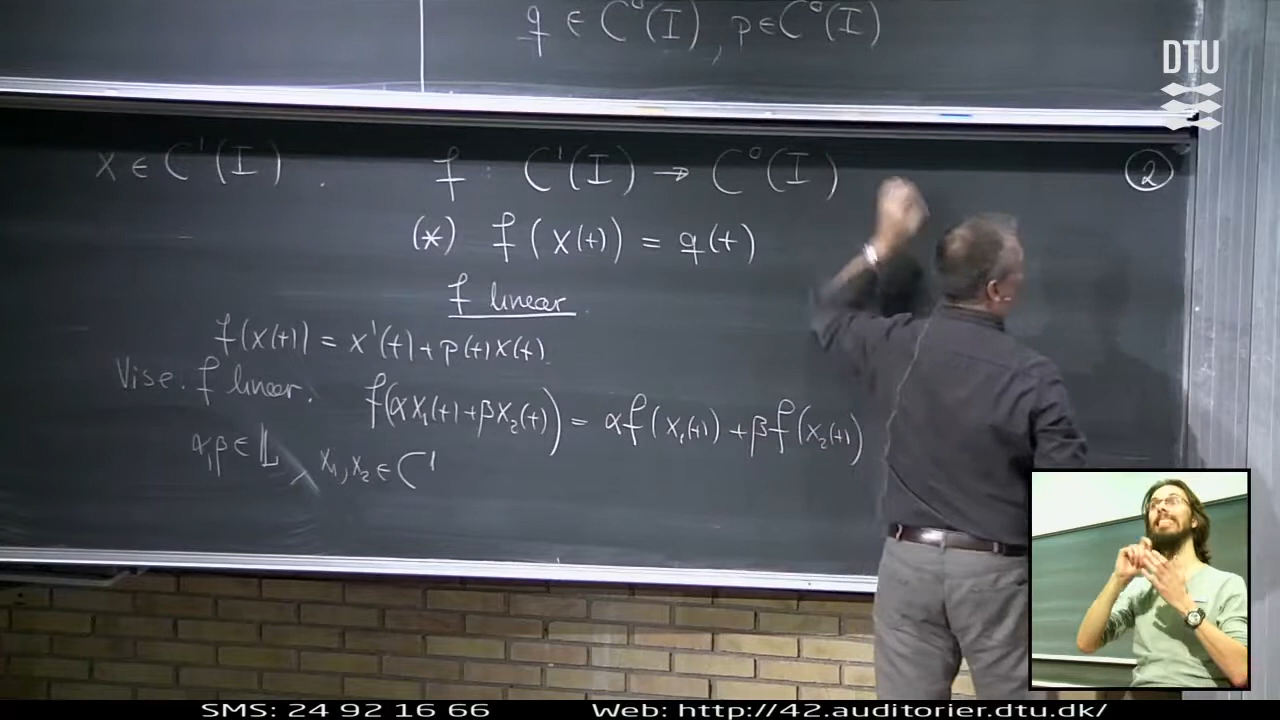 q ∈ C⁰(I), p ∈ C⁰(I)
DTU
x ∈ C¹(I). f : C¹(I) → C⁰(I) ②
(*) f(x(t)) = q(t)
f linear
f(x(t)) = x'(t) + p(t)x(t).
Vise. f linear. f(αx₁(t) + βx₂(t)) = αf(x₁(t)) + βf(x₂(t))
α, β ∈ 𝕃, x₁, x₂ ∈ C¹
SMS: 24 92 16 66 Web: http://42.auditorier.dtu.dk/